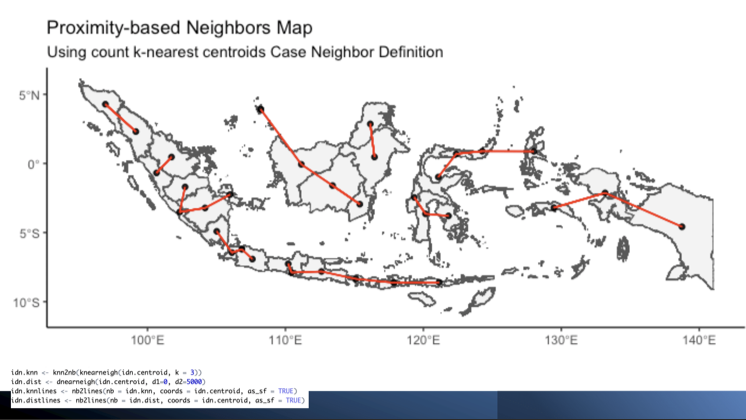 Proximity-based Neighbors Map
Using count k-nearest centroids Case Neighbor Definition
5°N
0°
5°S
10°S
100°E 110°E 120°E 130°E 140°E
idn.knn <- knn2nb(knearneigh(idn.centroid, k = 3))
idn.dist <- dnearneigh(idn.centroid, d1=0, d2=5000)
idn.knnlines <- nb2lines(nb = idn.knn, coords = idn.centroid, as_sf = TRUE)
idn.distlines <- nb2lines(nb = idn.dist, coords = idn.centroid, as_sf = TRUE)